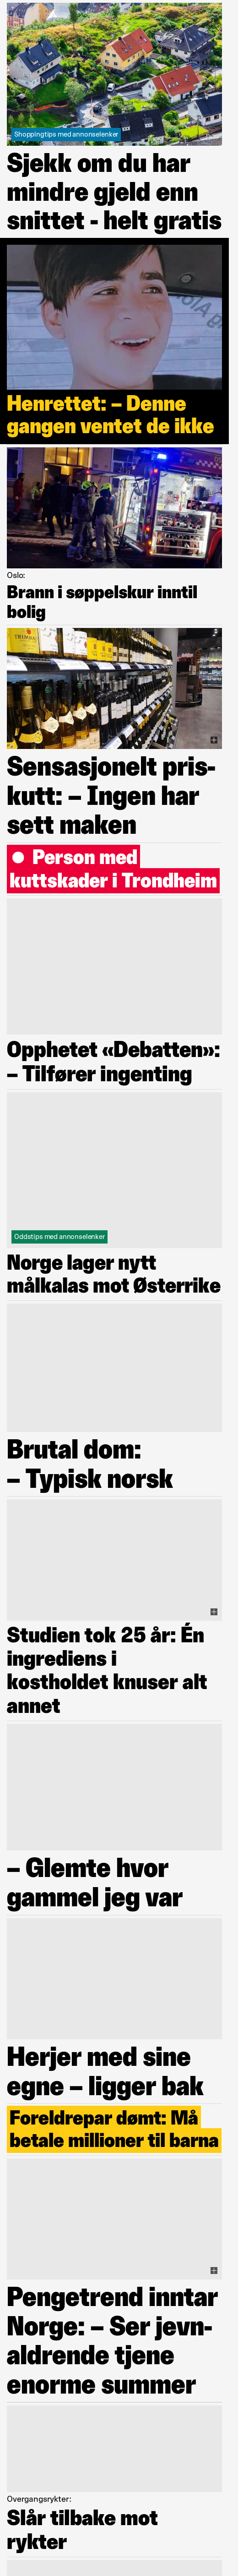 Shoppingtips med annonselenker
Sjekk om du har
mindre gjeld enn
snittet - helt gratis
Henrettet: – Denne
gangen ventet de ikke
Oslo:
Brann i søppelskur inntil
bolig
Sensasjonelt pris-
kutt: – Ingen har
sett maken
Person med
kuttskader i Trondheim
Opphetet «Debatten»:
– Tilfører ingenting
Oddstips med annonselenker
Norge lager nytt
målkalas mot Østerrike
Brutal dom:
– Typisk norsk
Studien tok 25 år: Én
ingrediens i
kostholdet knuser alt
annet
– Glemte hvor
gammel jeg var
Herjer med sine
egne – ligger bak
Foreldrepar dømt: Må
betale millioner til barna
Pengetrend inntar
Norge: – Ser jevn-
aldrende tjene
enorme summer
Overgangsrykter:
Slår tilbake mot
rykter